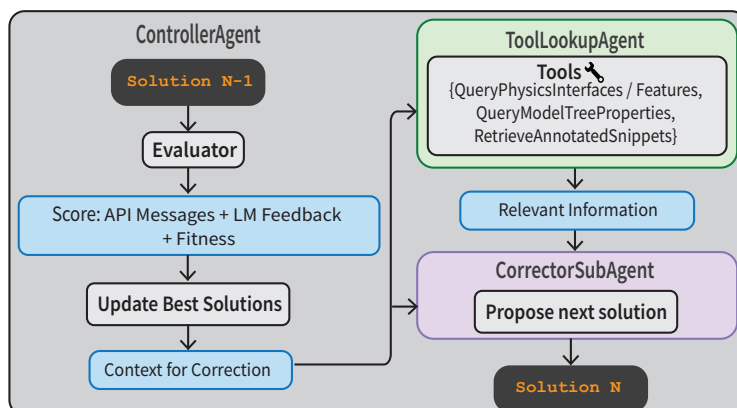 ControllerAgent
Solution N-1
Evaluator
Score: API Messages + LM Feedback
+ Fitness
Update Best Solutions
Context for Correction
ToolLookupAgent
Tools
{QueryPhysicsInterfaces / Features,
QueryModelTreeProperties,
RetrieveAnnotatedSnippets}
Relevant Information
CorrectorSubAgent
Propose next solution
Solution N